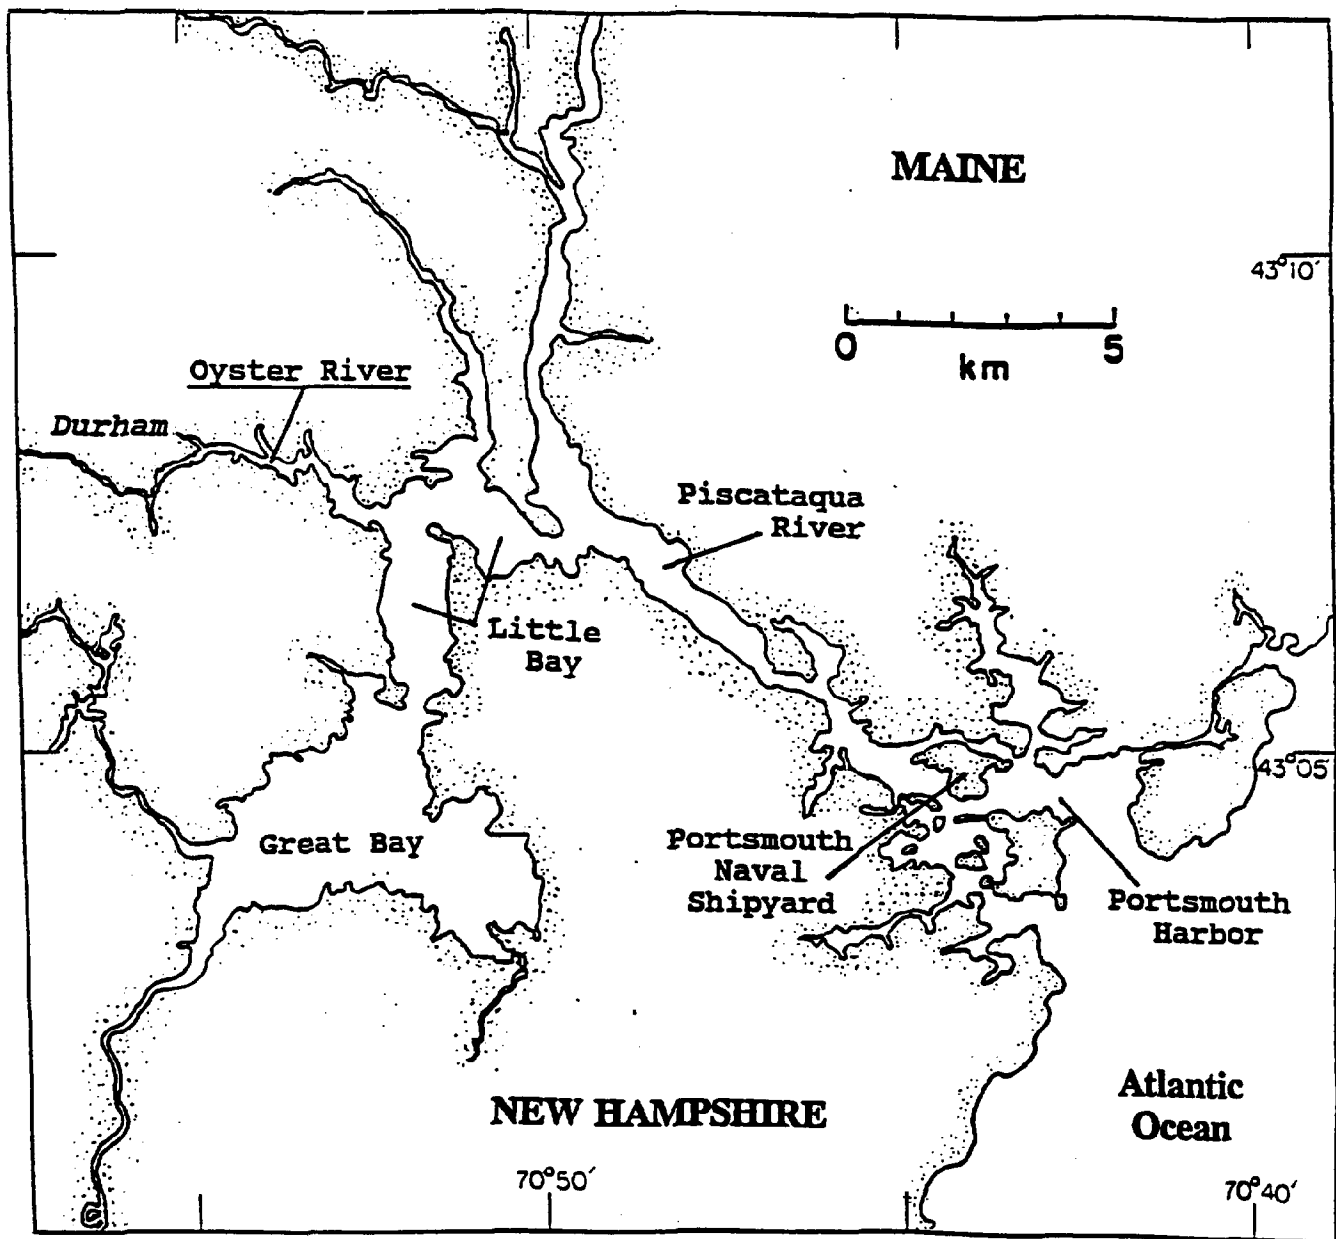 MAINE
43°10′
0 5
km
Oyster River
Durham
Piscataqua
River
Little
Bay
43°05
Great Bay
Portsmouth
Naval
Shipyard
Portsmouth
Harbor
Atlantic
Ocean
NEW HAMPSHIRE
70°50′
70°40′